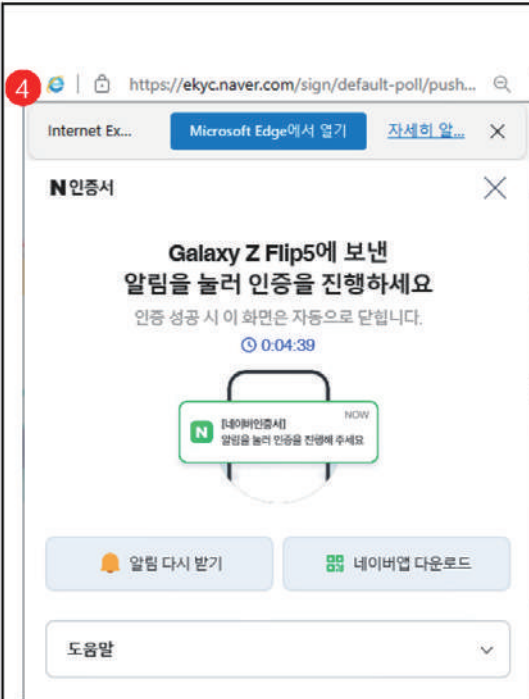 4
https://ekyc.naver.com/sign/default-poll/push...
Internet Ex... Microsoft Edge에서 열기 자세히 알...
N인증서
Galaxy Z Flip5에 보낸
알림을 눌러 인증을 진행하세요
인증 성공 시 이 화면은 자동으로 닫힙니다.
0:04:39
[네이버인증서] NOW
알림을 눌러 인증을 진행해 주세요
알림 다시 받기 네이버앱 다운로드
도움말